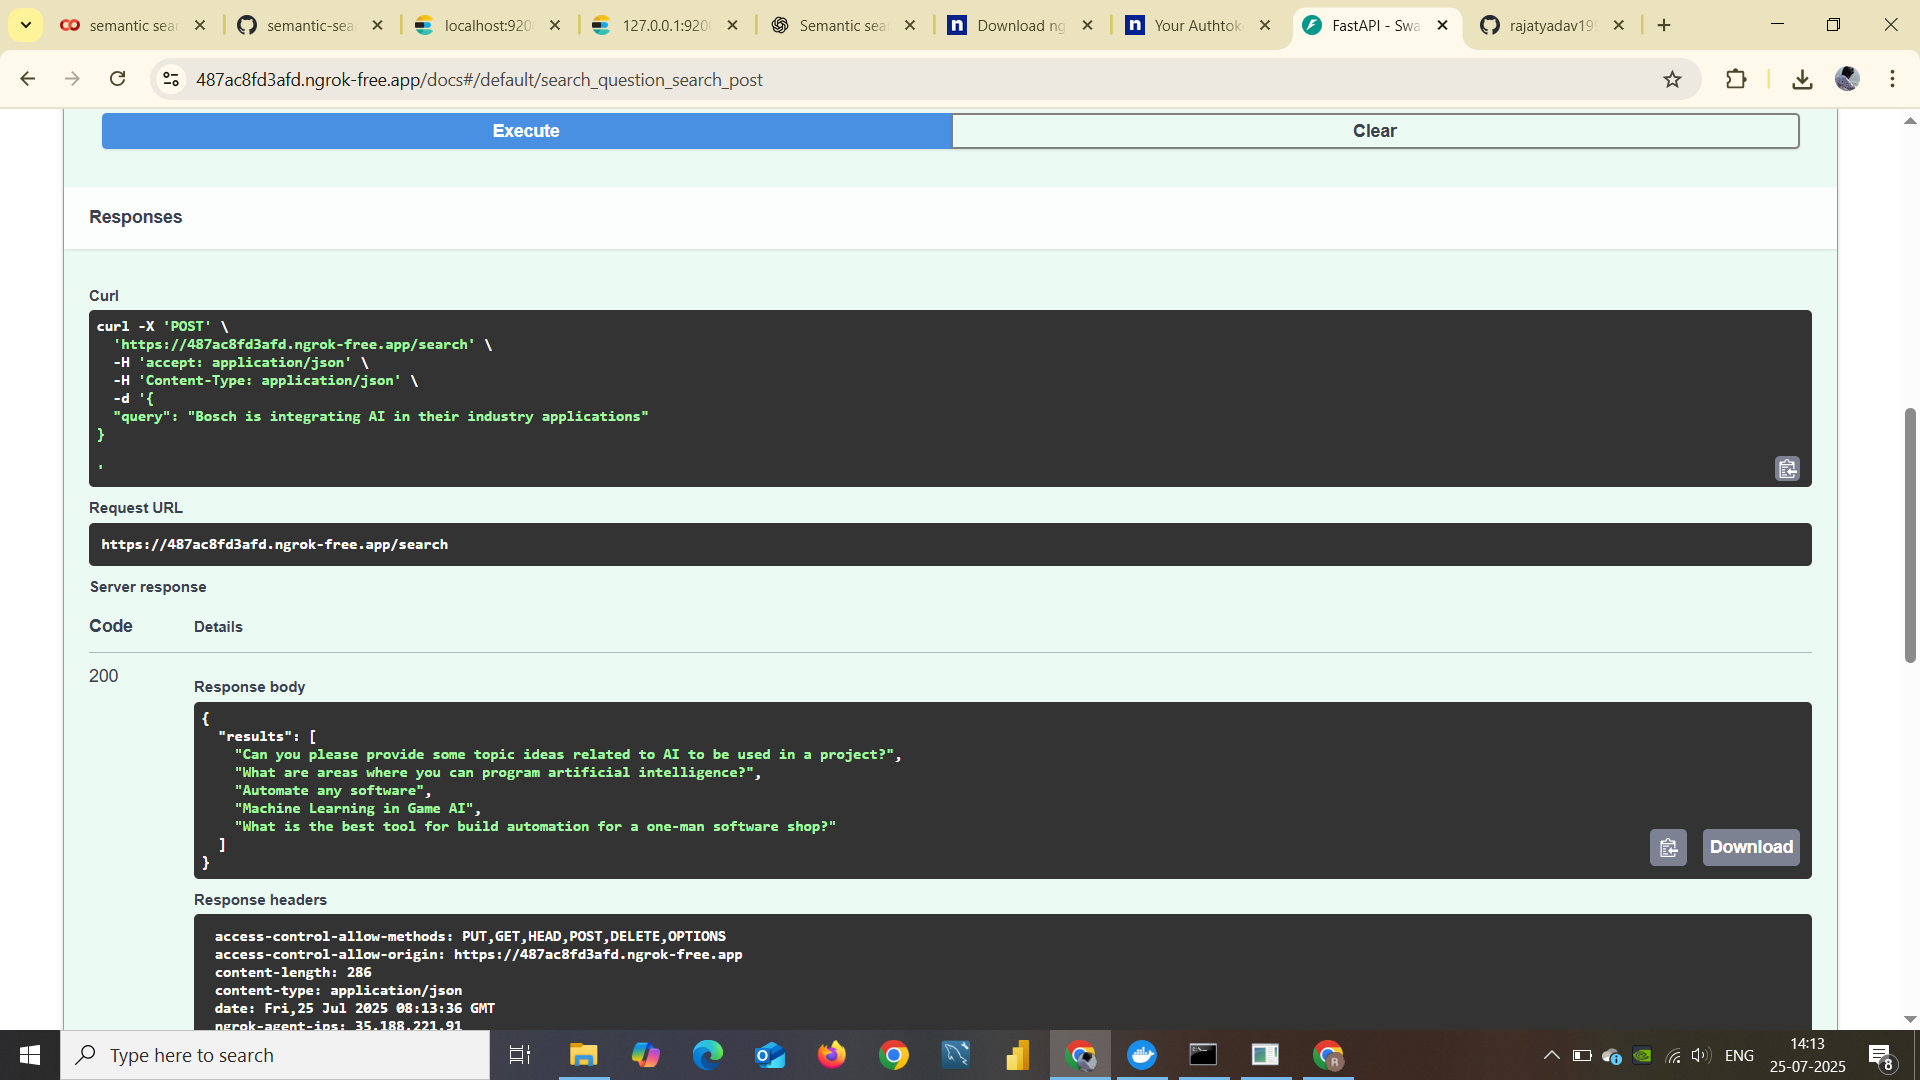 semantic sear
semantic-sea
localhost:920
127.0.0.1:920
Semantic sea
Download ng
Your Authtok
FastAPI - Swa
rajatyadav199
487ac8fd3afd.ngrok-free.app/docs#/default/search_question_search_post
Execute
Clear
Responses
Curl
curl -X 'POST' \
'https://487ac8fd3afd.ngrok-free.app/search' \
-H 'accept: application/json' \
-H 'Content-Type: application/json' \
-d '{
"query": "Bosch is integrating AI in their industry applications"
}
'
Request URL
https://487ac8fd3afd.ngrok-free.app/search
Server response
Code
Details
200
Response body
{
"results": [
"Can you please provide some topic ideas related to AI to be used in a project?",
"What are areas where you can program artificial intelligence?",
"Automate any software",
"Machine Learning in Game AI",
"What is the best tool for build automation for a one-man software shop?"
]
}
Download
Response headers
access-control-allow-methods: PUT,GET,HEAD,POST,DELETE,OPTIONS
access-control-allow-origin: https://487ac8fd3afd.ngrok-free.app
content-length: 286
content-type: application/json
date: Fri,25 Jul 2025 08:13:36 GMT
ngrok-agent-ips: 35.188.221.91
Type here to search
ENG
14:13
25-07-2025
8